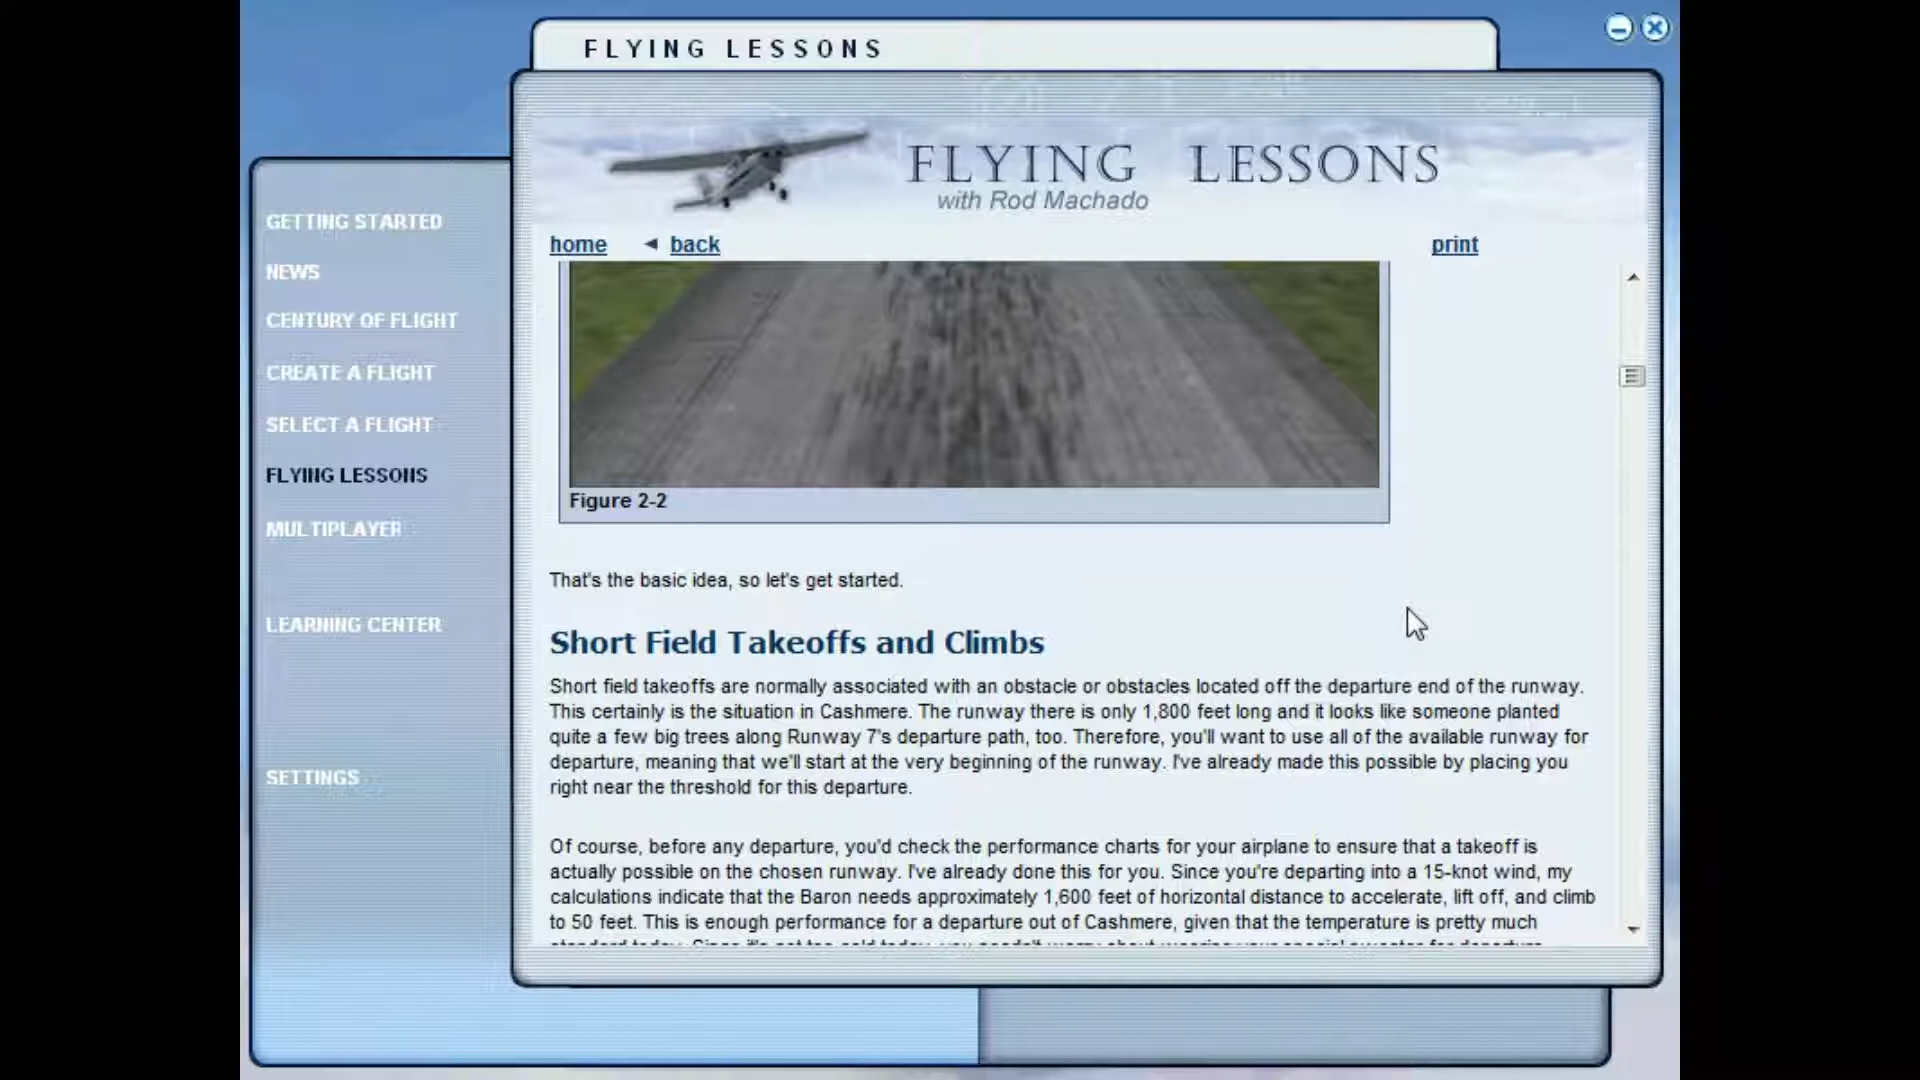 FLYING LESSONS
FLYING LESSONS
with Rod Machado
home
back
print
GETTING STARTED
NEWS
CENTURY OF FLIGHT
CREATE A FLIGHT
SELECT A FLIGHT
FLYING LESSONS
MULTIPLAYER
LEARNING CENTER
SETTINGS
Figure 2-2
That's the basic idea, so let's get started.
Short Field Takeoffs and Climbs
Short field takeoffs are normally associated with an obstacle or obstacles located off the departure end of the runway.
This certainly is the situation in Cashmere. The runway there is only 1,800 feet long and it looks like someone planted
quite a few big trees along Runway 7's departure path, too. Therefore, you'll want to use all of the available runway for
departure, meaning that we'll start at the very beginning of the runway. I've already made this possible by placing you
right near the threshold for this departure.
Of course, before any departure, you'd check the performance charts for your airplane to ensure that a takeoff is
actually possible on the chosen runway. I've already done this for you. Since you're departing into a 15-knot wind, my
calculations indicate that the Baron needs approximately 1,600 feet of horizontal distance to accelerate, lift off, and climb
to 50 feet. This is enough performance for a departure out of Cashmere, given that the temperature is pretty much